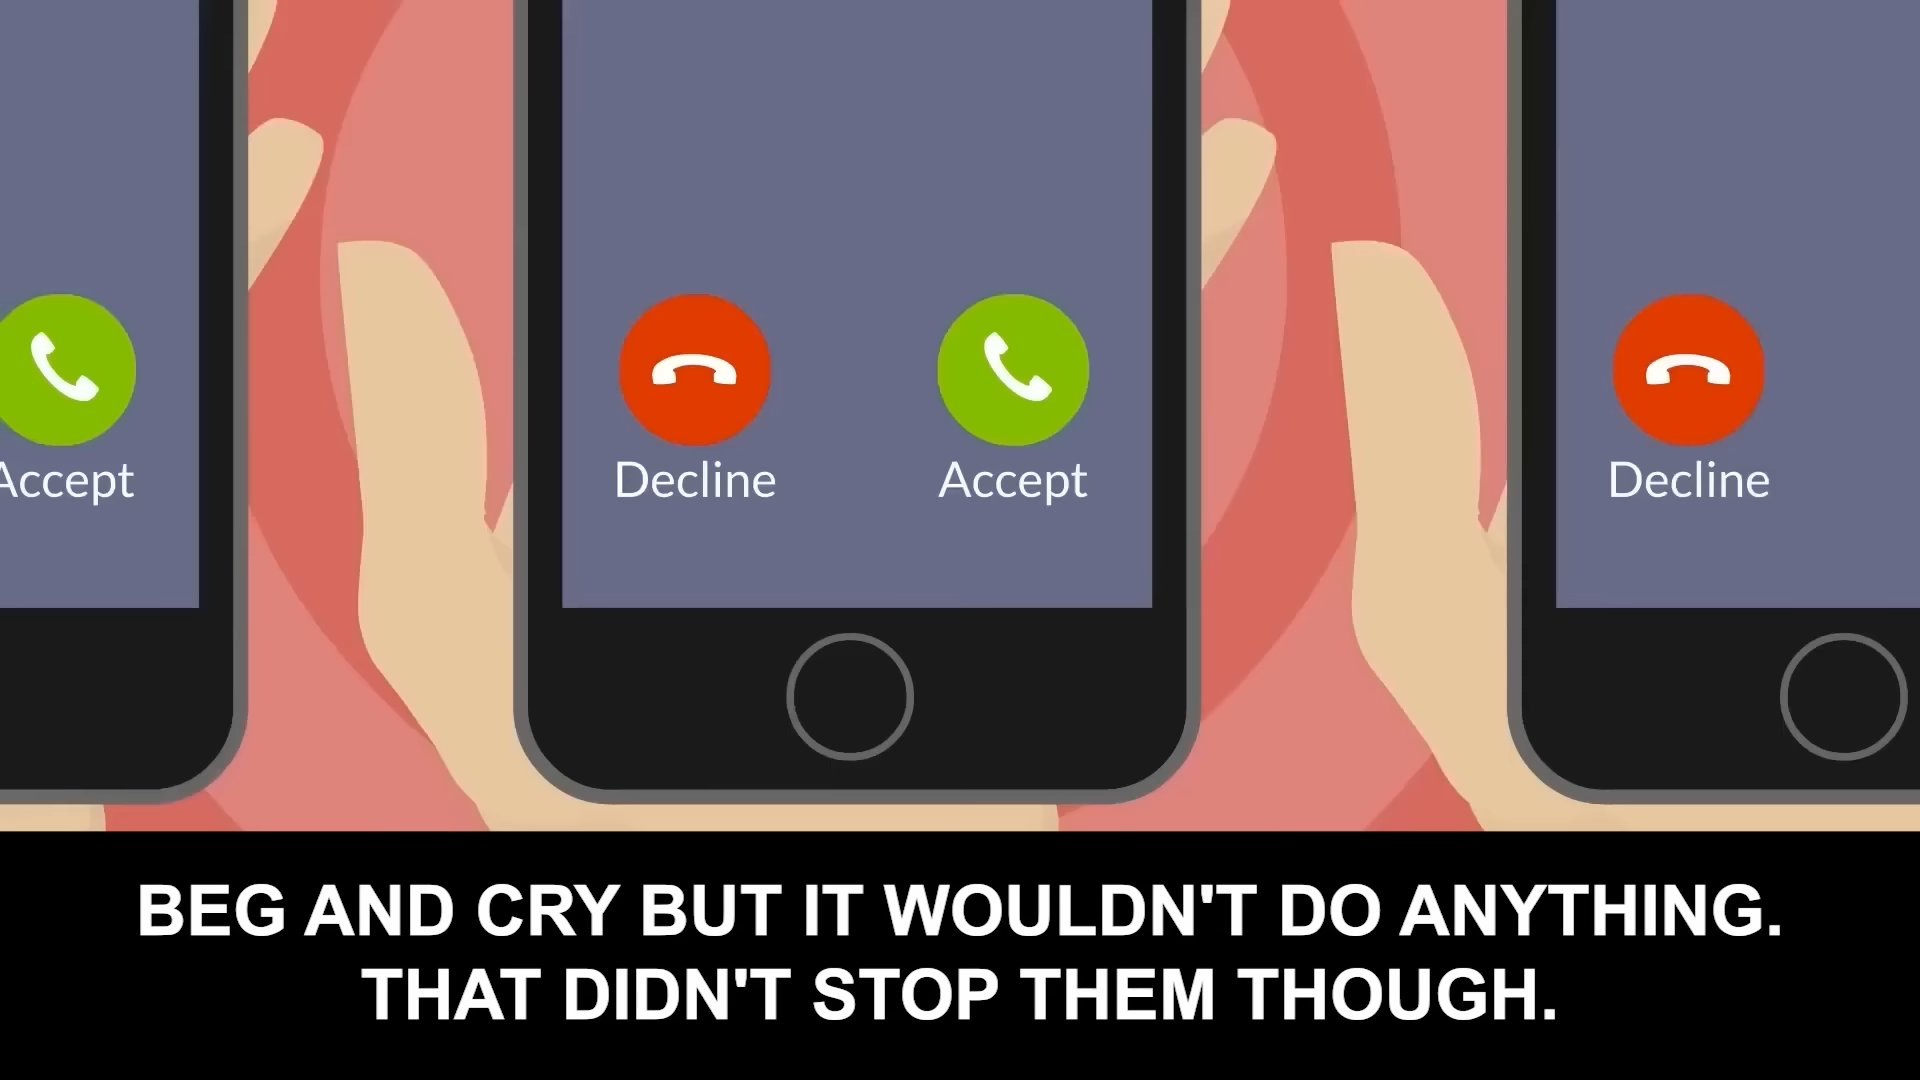 Accept
Decline
Accept
Decline
BEG AND CRY BUT IT WOULDN'T DO ANYTHING.
THAT DIDN'T STOP THEM THOUGH.